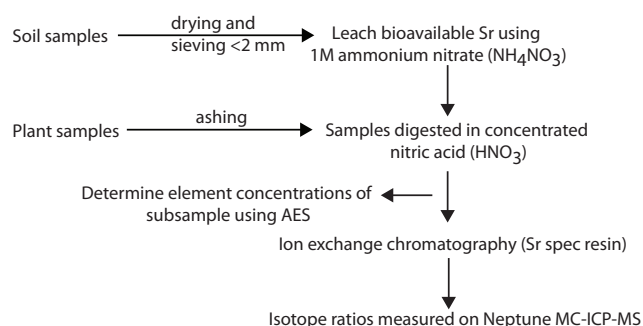 Soil samples
drying and
sieving <2 mm
Leach bioavailable Sr using
1M ammonium nitrate (NH4NO3)
Plant samples
ashing
Samples digested in concentrated
nitric acid (HNO3)
Determine element concentrations of
subsample using AES
Ion exchange chromatography (Sr spec resin)
Isotope ratios measured on Neptune MC-ICP-MS